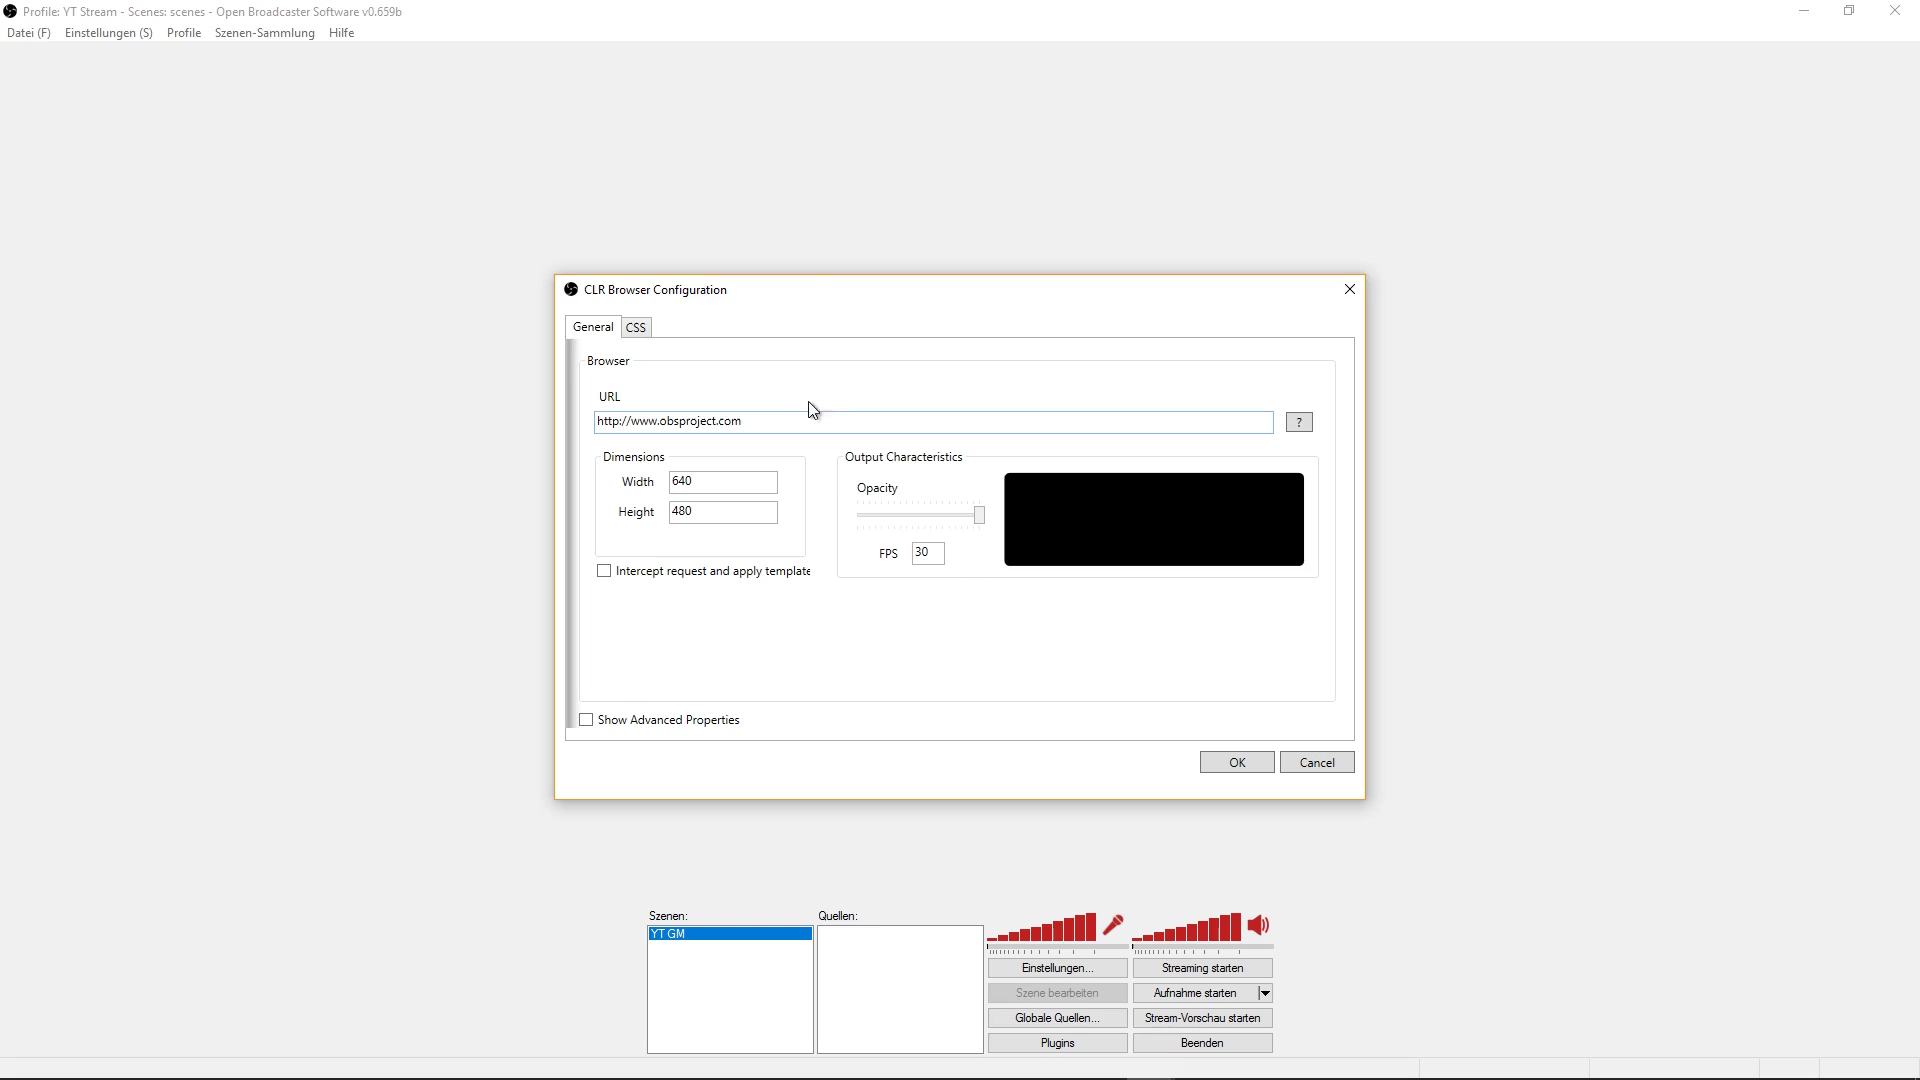 Profile: YT Stream - Scenes: scenes - Open Broadcaster Software v0.659b
Datei (F) Einstellungen (S) Profile Szenen-Sammlung Hilfe
CLR Browser Configuration
General CSS
Browser
URL
http://www.obsproject.com
?
Dimensions
Width 640
Height 480
Intercept request and apply template
Output Characteristics
Opacity
FPS 30
Show Advanced Properties
OK Cancel
Szenen: Quellen:
YT GM
Einstellungen... Streaming starten
Szene bearbeiten Aufnahme starten
Globale Quellen... Stream-Vorschau starten
Plugins Beenden